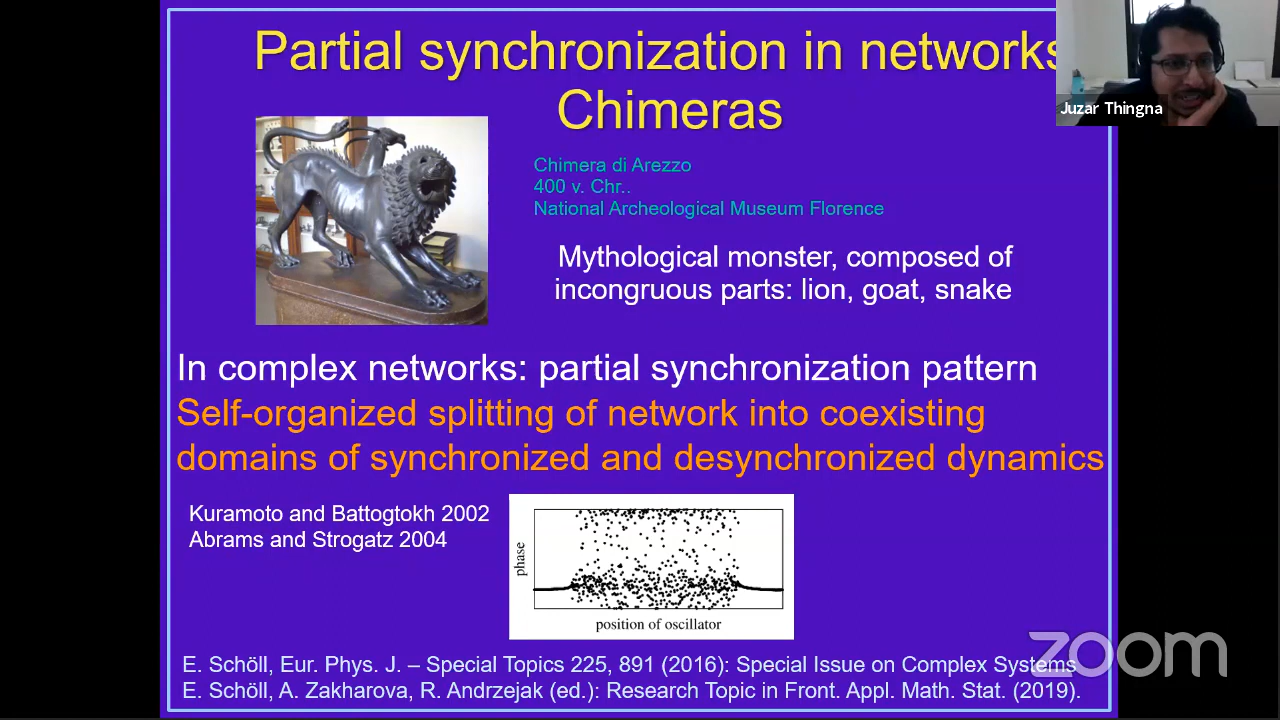 Partial synchronization in networks
Chimeras
Juzar Thingna
Chimera di Arezzo
400 v. Chr..
National Archeological Museum Florence
Mythological monster, composed of
incongruous parts: lion, goat, snake
In complex networks: partial synchronization pattern
Self-organized splitting of network into coexisting
domains of synchronized and desynchronized dynamics
Kuramoto and Battogtokh 2002
Abrams and Strogatz 2004
phase
position of oscillator
zoom
E. Schöll, Eur. Phys. J. – Special Topics 225, 891 (2016): Special Issue on Complex Systems
E. Schöll, A. Zakharova, R. Andrzejak (ed.): Research Topic in Front. Appl. Math. Stat. (2019).